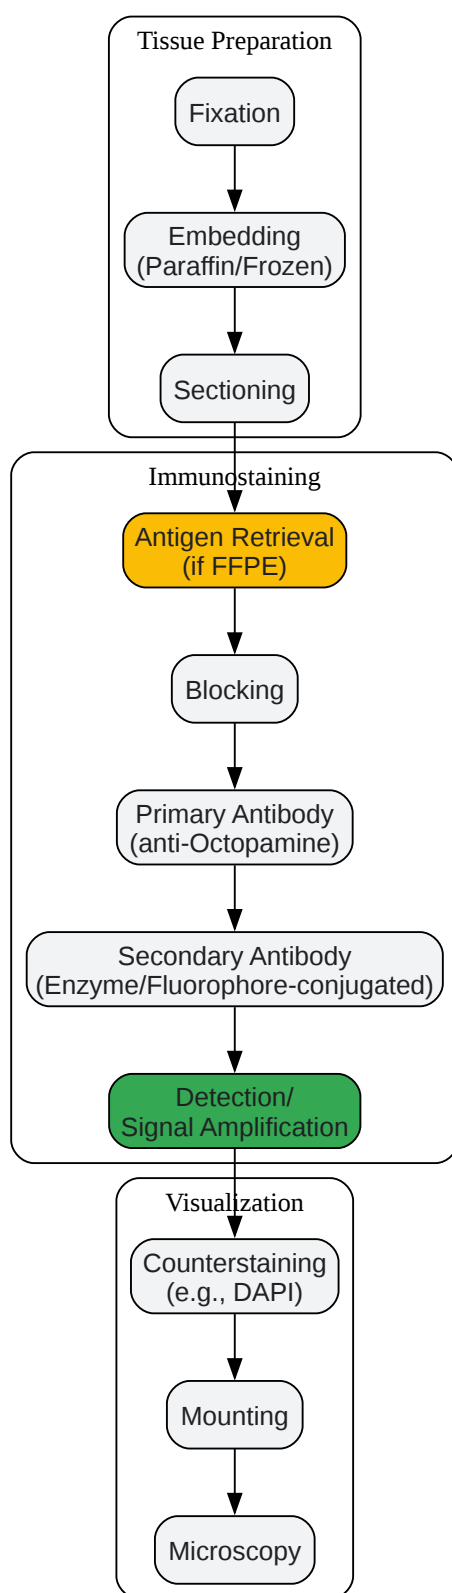 Tissue Preparation
Fixation
Embedding
(Paraffin/Frozen)
Sectioning
Immunostaining
Antigen Retrieval
(if FFPE)
Blocking
Primary Antibody
(anti-Octopamine)
Secondary Antibody
(Enzyme/Fluorophore-conjugated)
Detection/
Signal Amplification
Visualization
Counterstaining
(e.g., DAPI)
Mounting
Microscopy